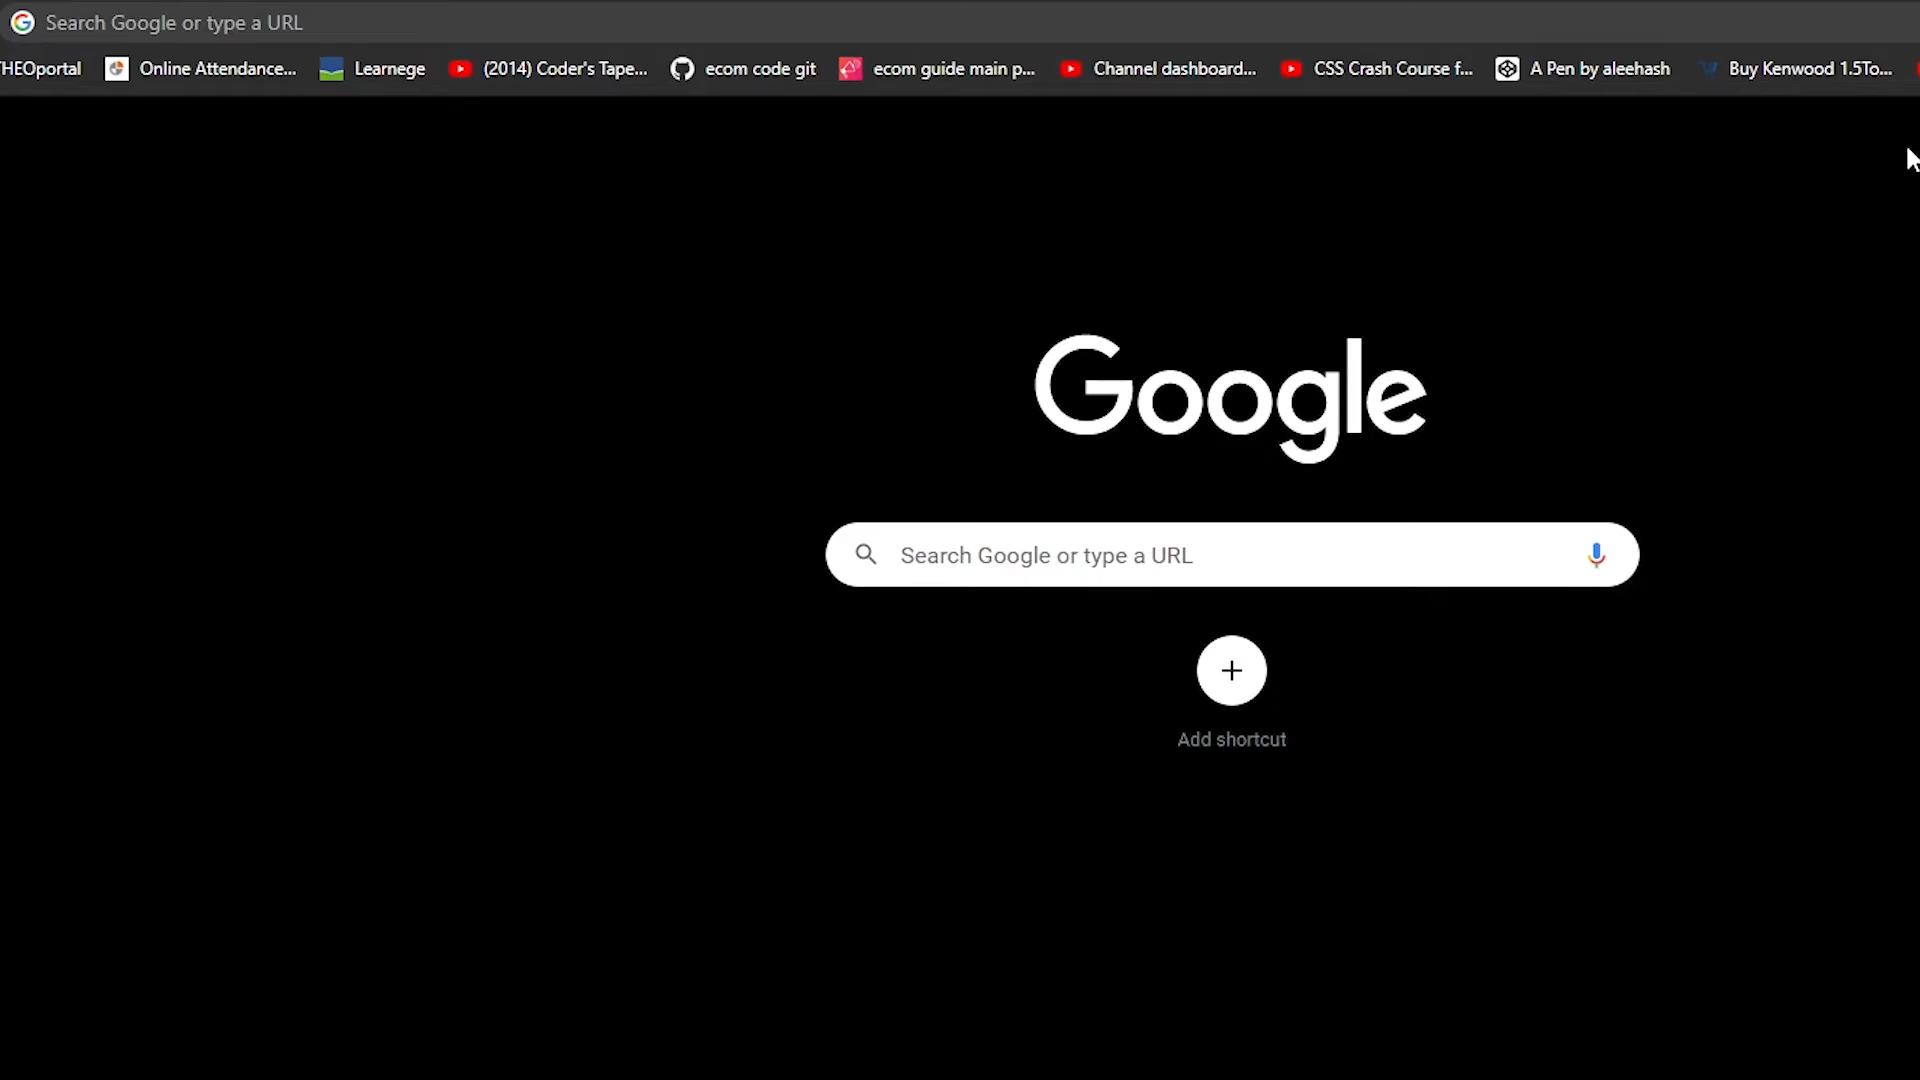 Search Google or type a URL
THEOportal Online Attendance... Learnege (2014) Coder's Tape... ecom code git ecom guide main p... Channel dashboard... CSS Crash Course f... A Pen by aleehash Buy Kenwood 1.5To...
Google
Search Google or type a URL
Add shortcut